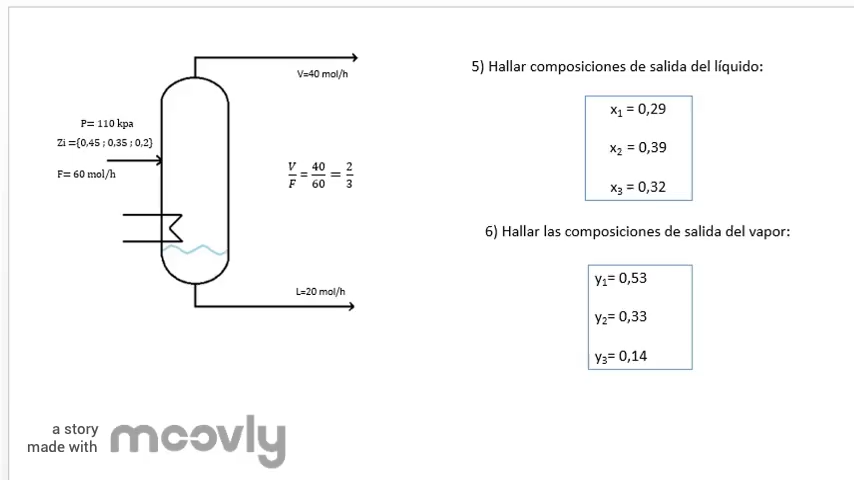 V=40 mol/h
P= 110 kpa
Zi ={0,45 ; 0,35 ; 0,2}
F= 60 mol/h
V/F = 40/60 = 2/3
L=20 mol/h
5) Hallar composiciones de salida del líquido:
x₁ = 0,29
x₂ = 0,39
x₃ = 0,32
6) Hallar las composiciones de salida del vapor:
y₁= 0,53
y₂= 0,33
y₃= 0,14
a story
made with moovly